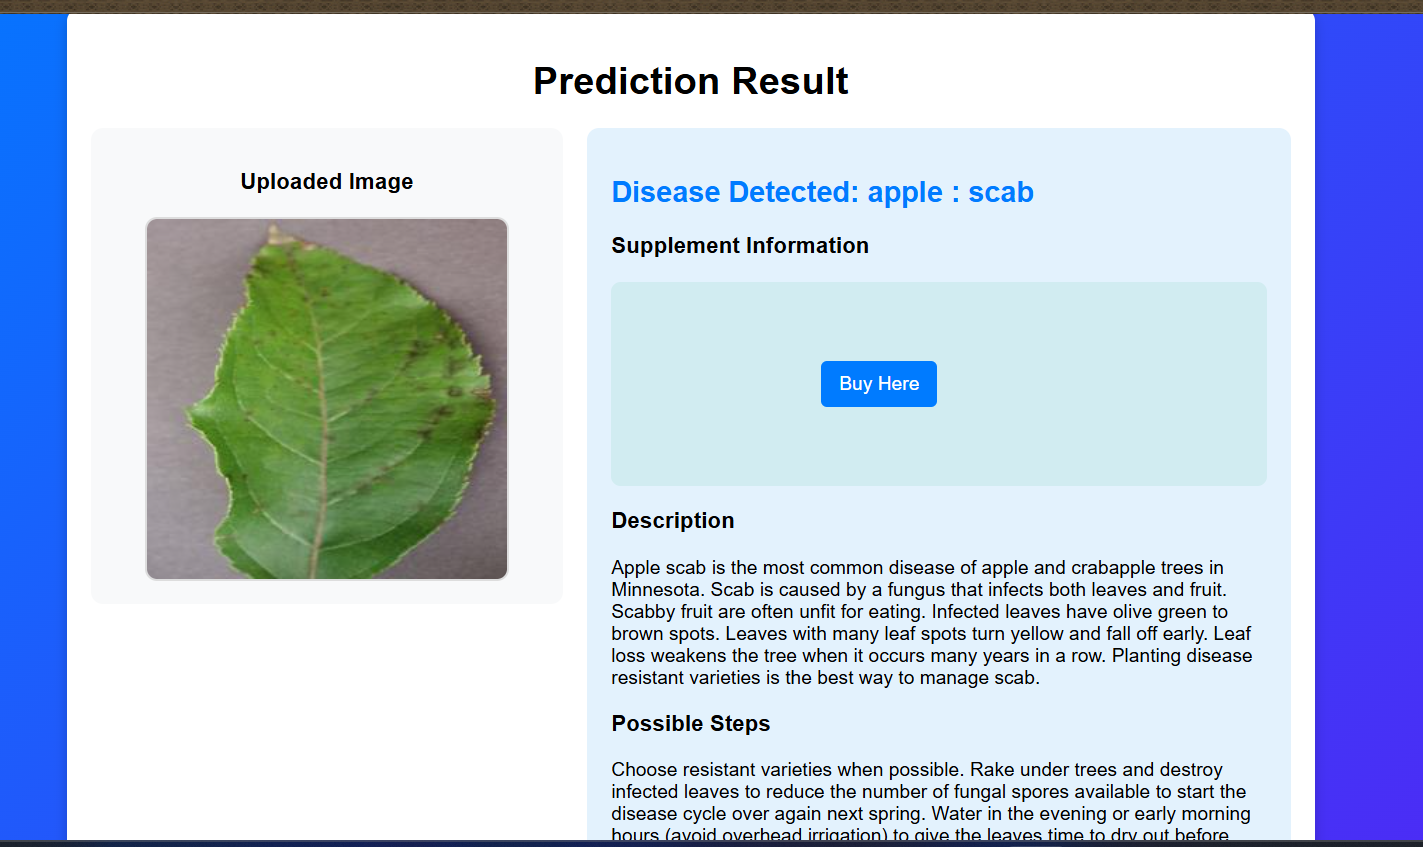 Prediction Result
Uploaded Image
Disease Detected: apple : scab
Supplement Information
Buy Here
Description
Apple scab is the most common disease of apple and crabapple trees in
Minnesota. Scab is caused by a fungus that infects both leaves and fruit.
Scabby fruit are often unfit for eating. Infected leaves have olive green to
brown spots. Leaves with many leaf spots turn yellow and fall off early. Leaf
loss weakens the tree when it occurs many years in a row. Planting disease
resistant varieties is the best way to manage scab.
Possible Steps
Choose resistant varieties when possible. Rake under trees and destroy
infected leaves to reduce the number of fungal spores available to start the
disease cycle over again next spring. Water in the evening or early morning
hours (avoid overhead irrigation) to give the leaves time to dry out before